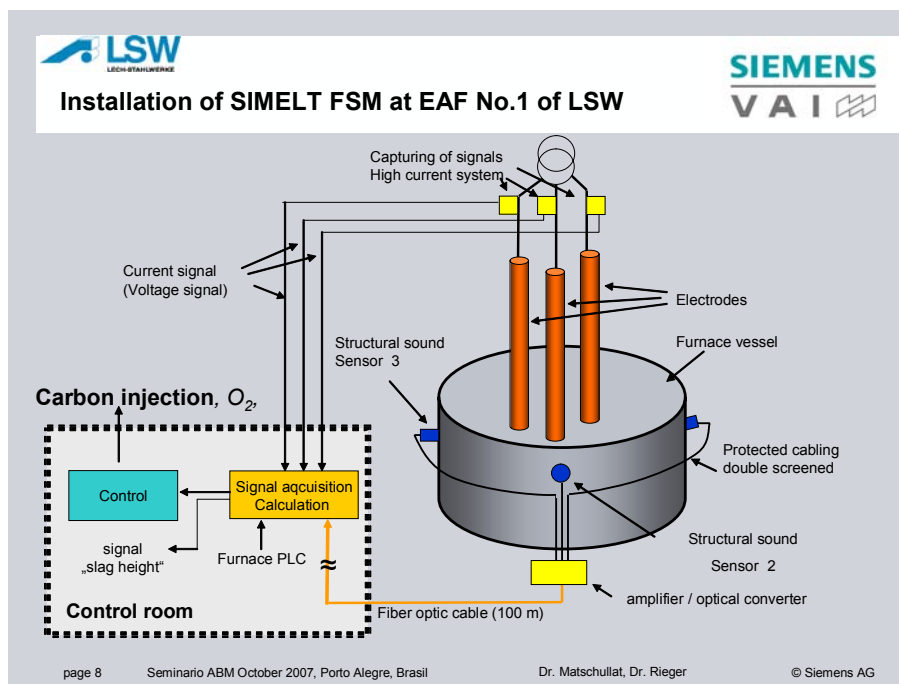 LSW
LECH-STAHLWERKE
SIEMENS
VAI
Installation of SIMELT FSM at EAF No.1 of LSW
Capturing of signals
High current system
Current signal
(Voltage signal)
Electrodes
Structural sound
Sensor 3
Furnace vessel
Carbon injection, O2,
Protected cabling
double screened
Control
Signal aqcuisition
Calculation
signal
„slag height“
Furnace PLC
≈
Structural sound
Sensor 2
Control room
Fiber optic cable (100 m)
amplifier / optical converter
page 8 Seminario ABM October 2007, Porto Alegre, Brasil Dr. Matschullat, Dr. Rieger © Siemens AG